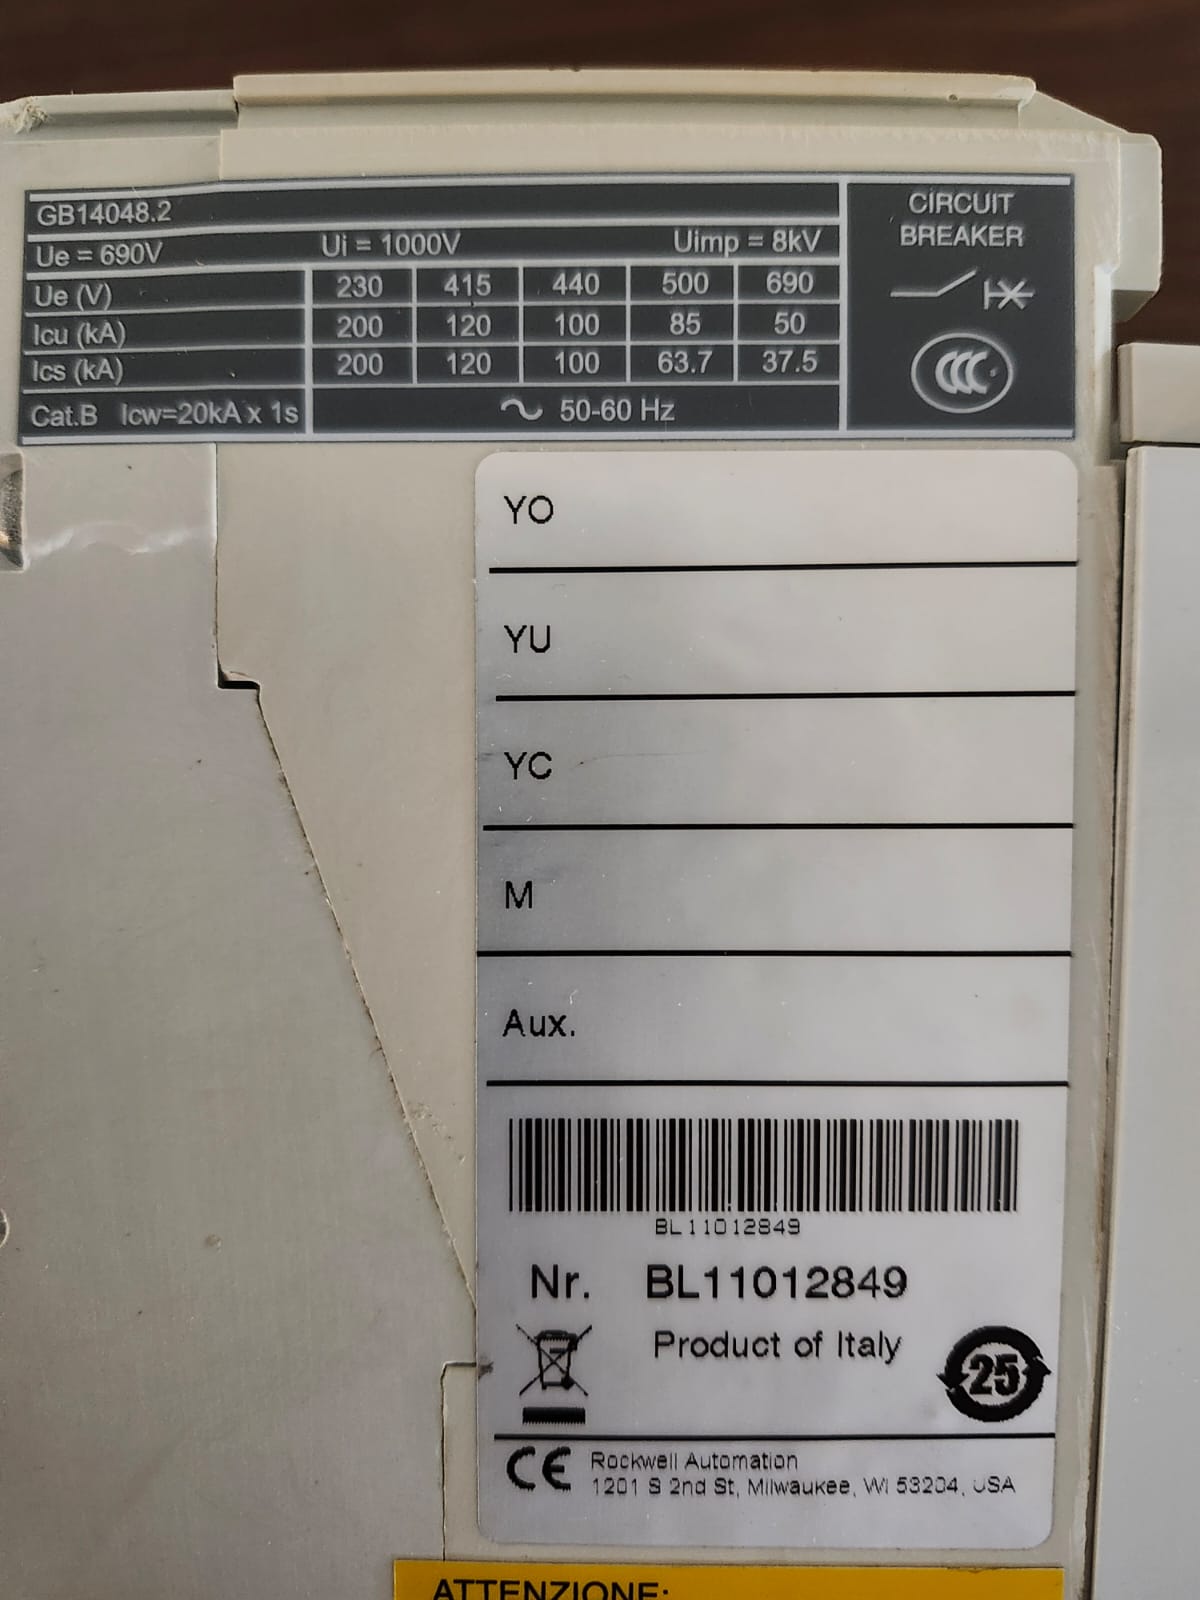 GB14048.2
Ue = 690V Ui = 1000V Uimp = 8kV
Ue (V) 230 415 440 500 690
Icu (kA) 200 120 100 85 50
Ics (kA) 200 120 100 63.7 37.5
Cat.B Icw=20kA x 1s 50-60 Hz
CIRCUIT
BREAKER
CCC
YO
YU
YC
M
Aux.
BL11012849
Nr. BL11012849
Product of Italy
25
CE Rockwell Automation
1201 S 2nd St, Milwaukee, WI 53204, USA
ATTENZIONE: